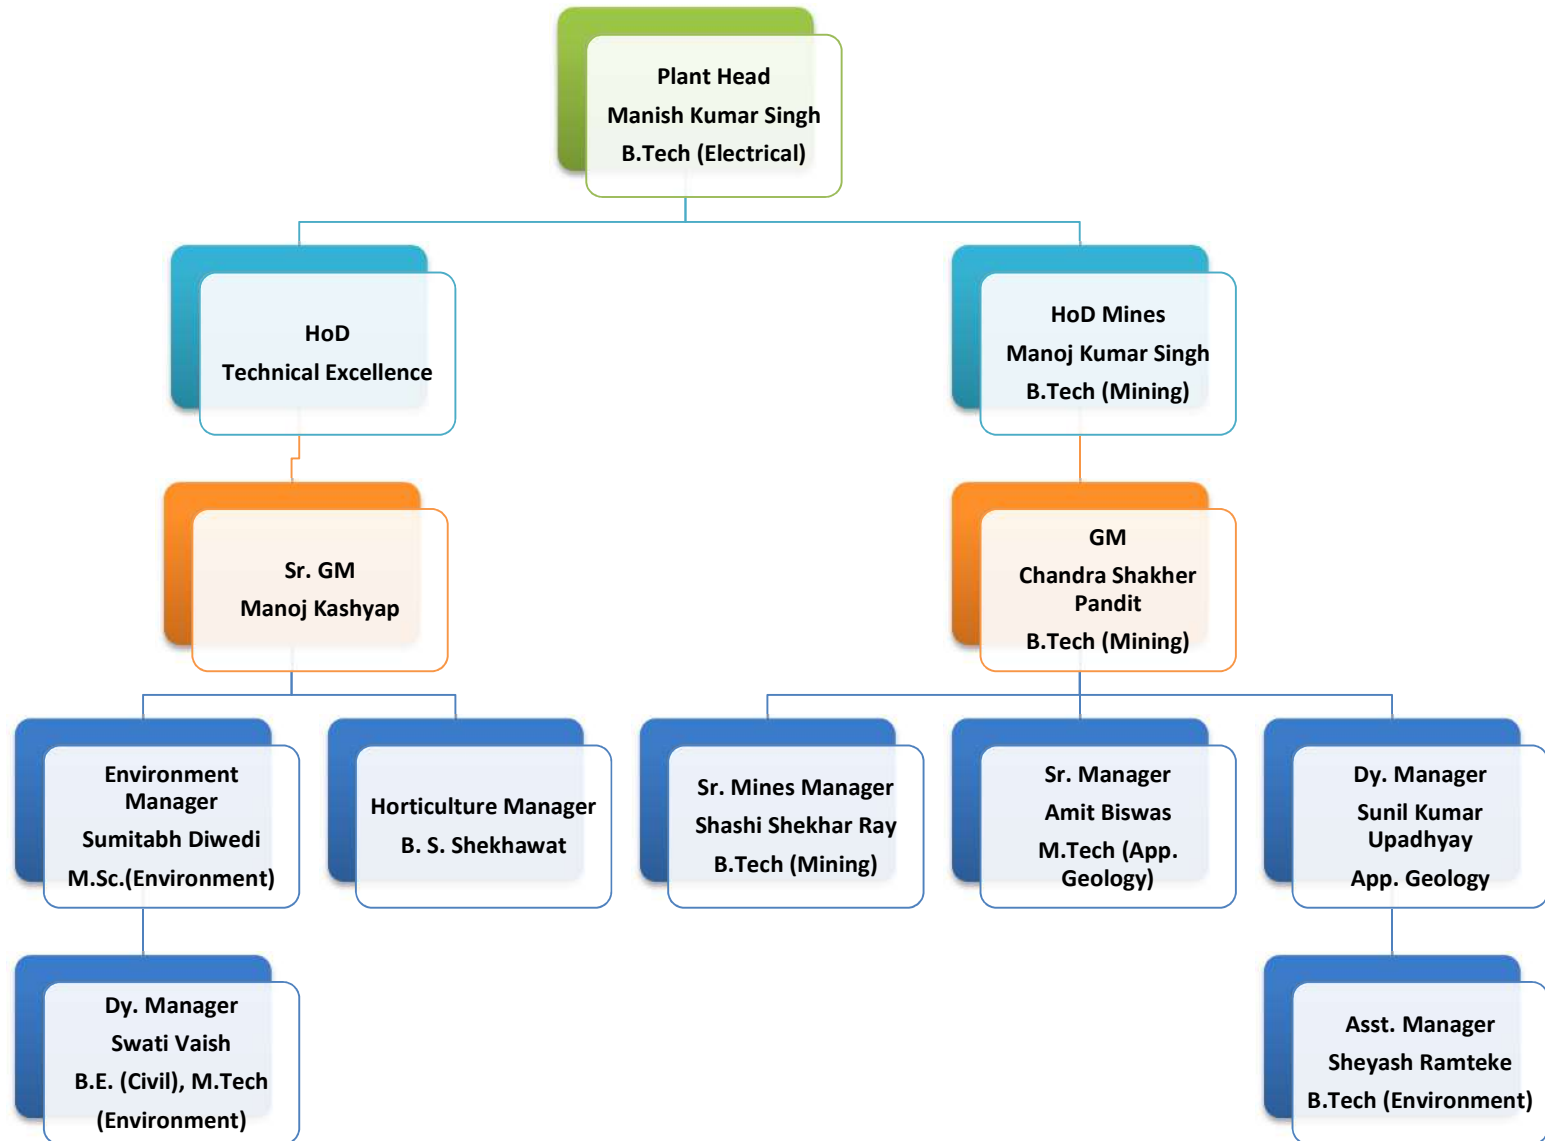 Plant Head
Manish Kumar Singh
B.Tech (Electrical)
HoD
Technical Excellence
HoD Mines
Manoj Kumar Singh
B.Tech (Mining)
Sr. GM
Manoj Kashyap
GM
Chandra Shakher
Pandit
B.Tech (Mining)
Environment
Manager
Sumitabh Diwedi
M.Sc.(Environment)
Horticulture Manager
B. S. Shekhawat
Sr. Mines Manager
Shashi Shekhar Ray
B.Tech (Mining)
Sr. Manager
Amit Biswas
M.Tech (App.
Geology)
Dy. Manager
Sunil Kumar
Upadhyay
App. Geology
Dy. Manager
Swati Vaish
B.E. (Civil), M.Tech
(Environment)
Asst. Manager
Sheyash Ramteke
B.Tech (Environment)